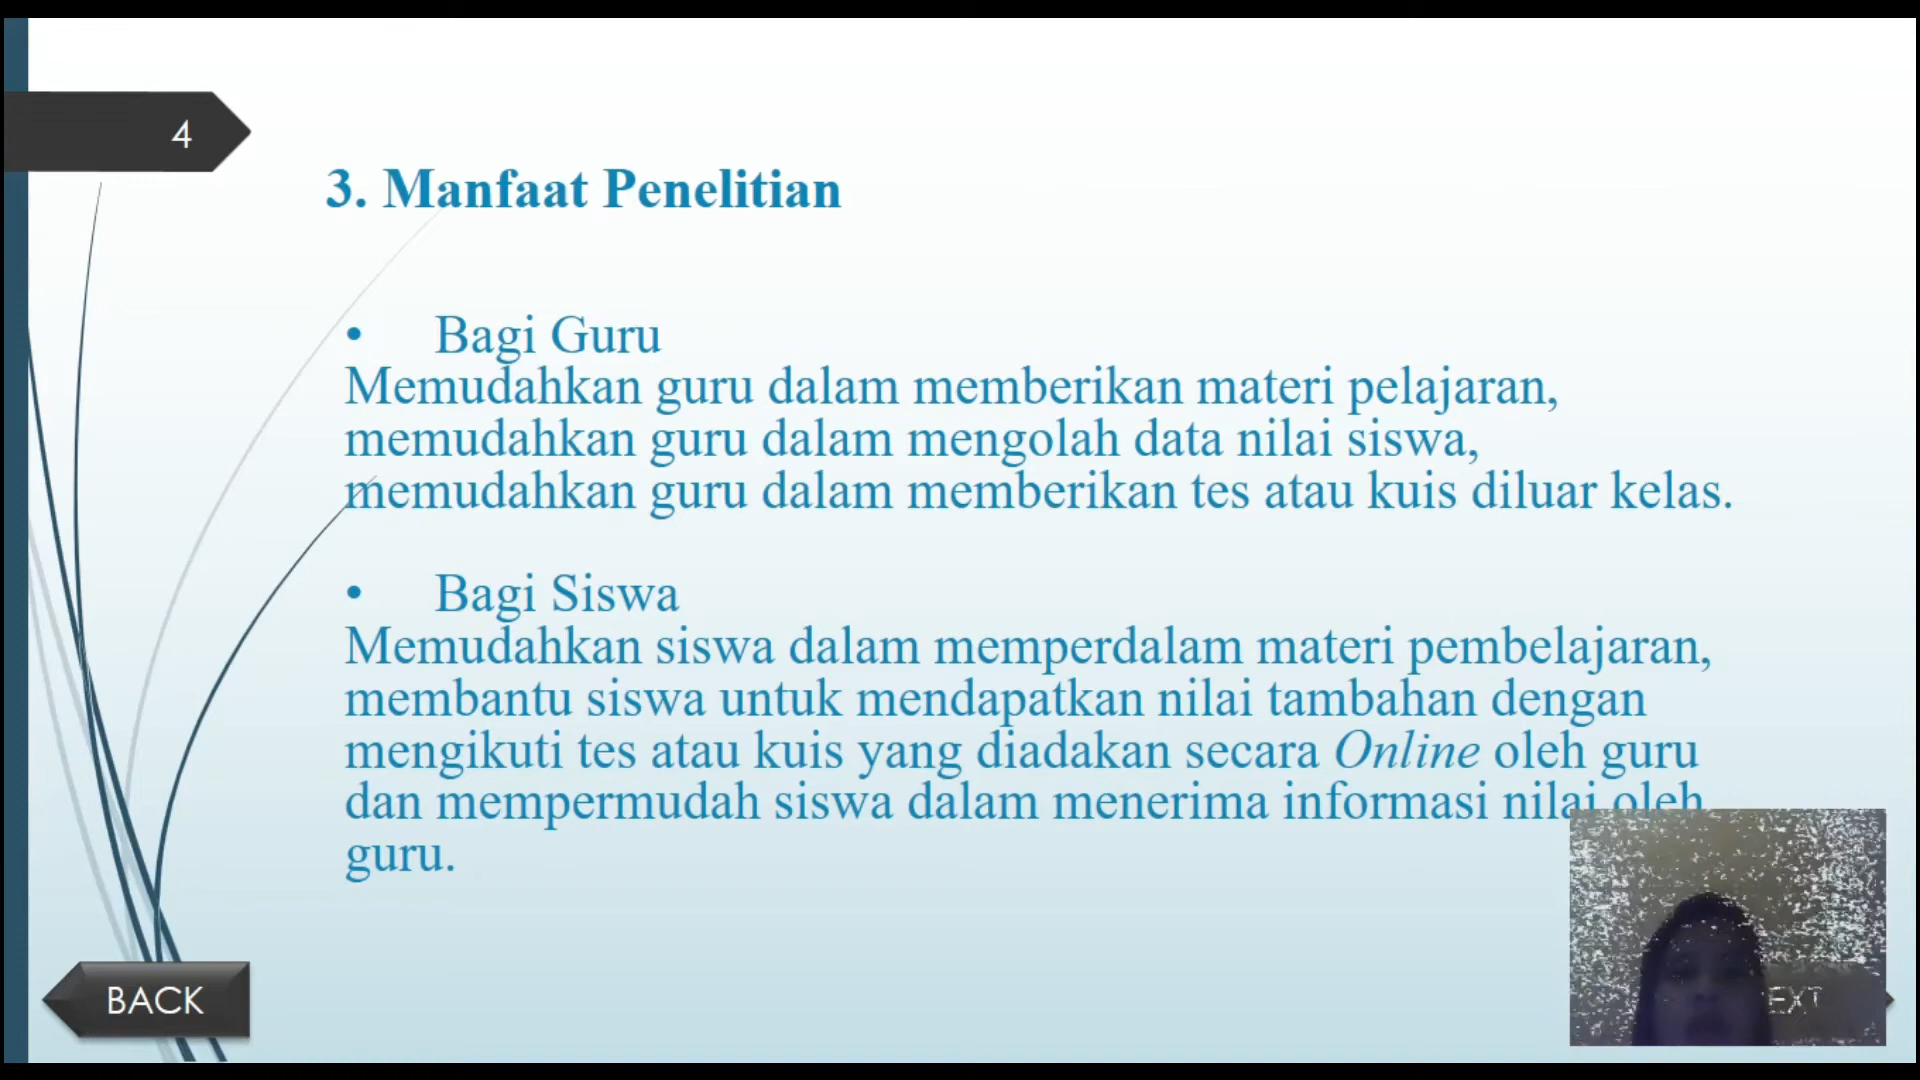 4
3. Manfaat Penelitian
• Bagi Guru
Memudahkan guru dalam memberikan materi pelajaran,
memudahkan guru dalam mengolah data nilai siswa,
memudahkan guru dalam memberikan tes atau kuis diluar kelas.
• Bagi Siswa
Memudahkan siswa dalam memperdalam materi pembelajaran,
membantu siswa untuk mendapatkan nilai tambahan dengan
mengikuti tes atau kuis yang diadakan secara Online oleh guru
dan mempermudah siswa dalam menerima informasi nilai oleh
guru.
BACK
EXT